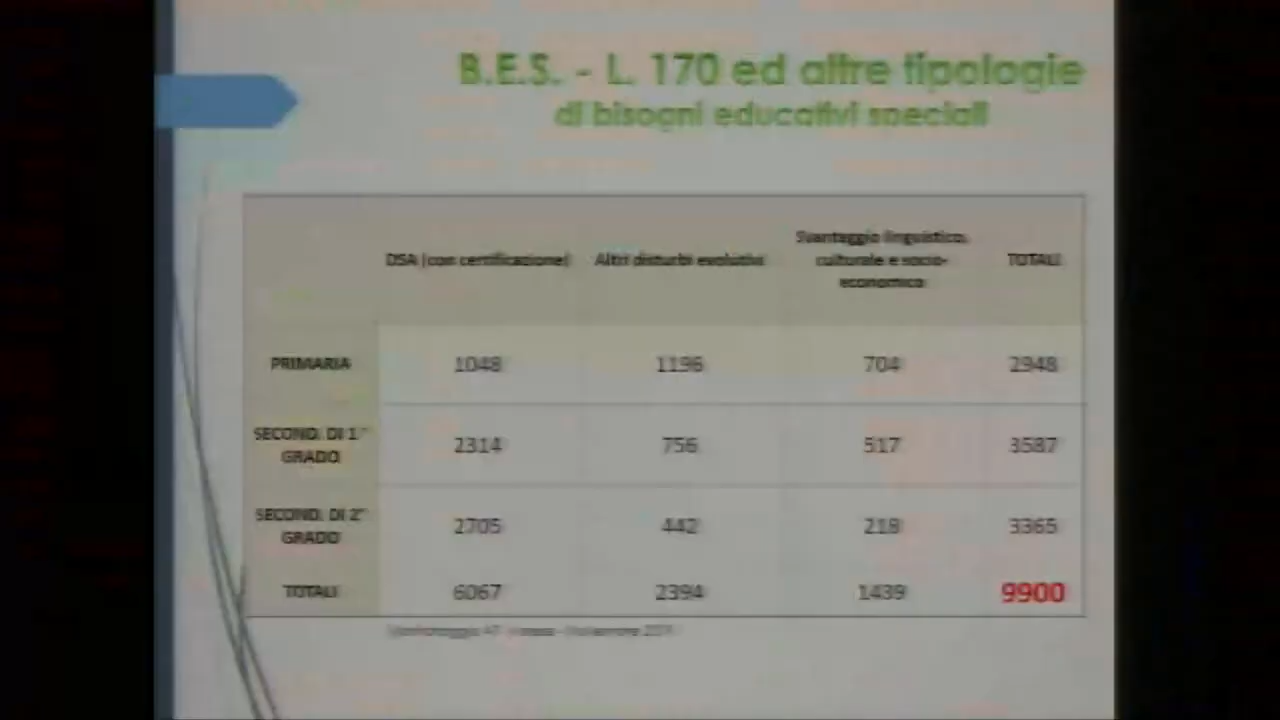 B.E.S. - L. 170 ed altre tipologie
di bisogni educativi speciali
DSA (con certificazione) Altri disturbi evolutivi Svantaggio linguistico, culturale e socio-economico TOTALI
PRIMARIA 1048 1196 704 2948
SECOND. DI 1° GRADO 2314 756 517 3587
SECOND. DI 2° GRADO 2705 442 218 3365
TOTALI 6067 2394 1439 9900